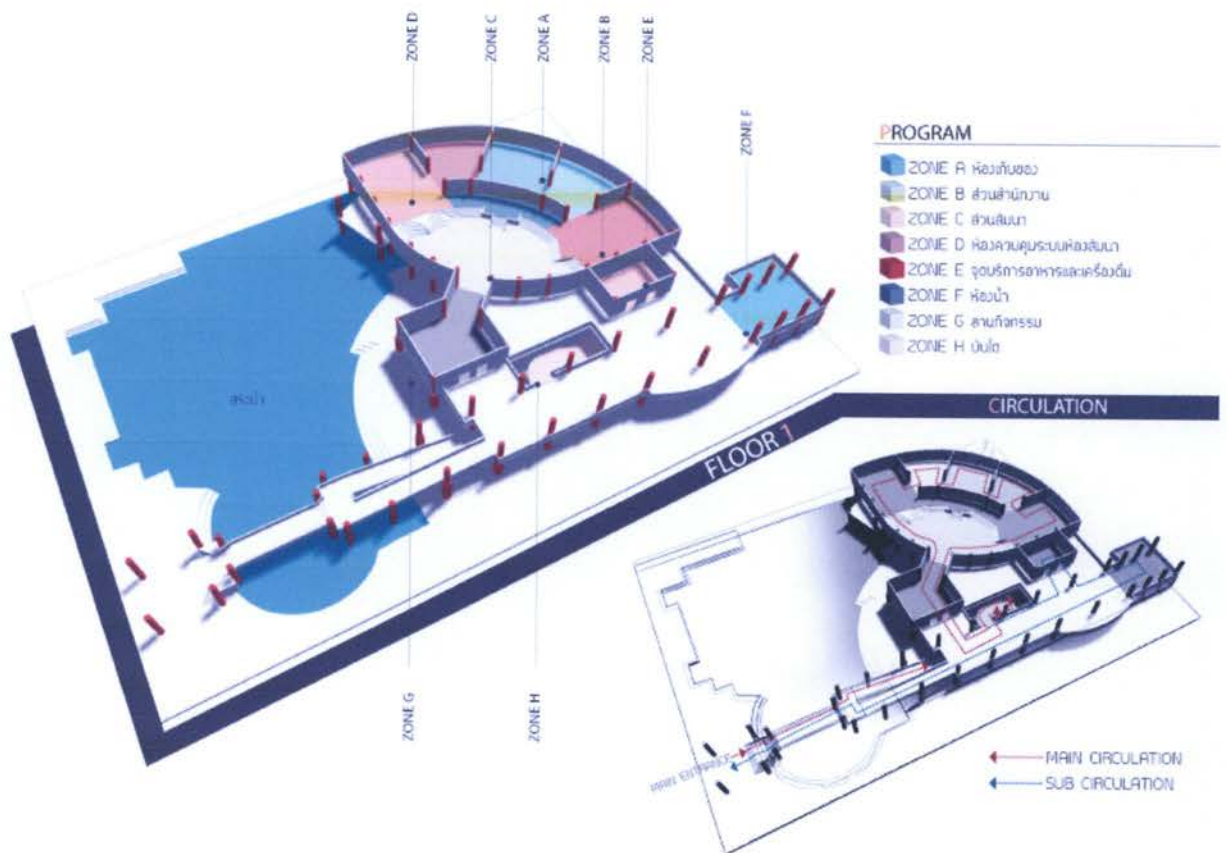 ZONE D
ZONE C
ZONE A
ZONE B
ZONE E
ZONE F
PROGRAM
ZONE A ห้องเก็บของ
ZONE B ส่วนสำนักงาน
ZONE C ส่วนสัมนา
ZONE D ห้องควบคุมระบบห้องสัมนา
ZONE E จุดบริการอาหารและเครื่องดื่ม
ZONE F ห้องน้ำ
ZONE G ลานกิจกรรม
ZONE H บันได
สระน้ำ
CIRCULATION
FLOOR 1
ZONE G
ZONE H
MAIN CIRCULATION
SUB CIRCULATION